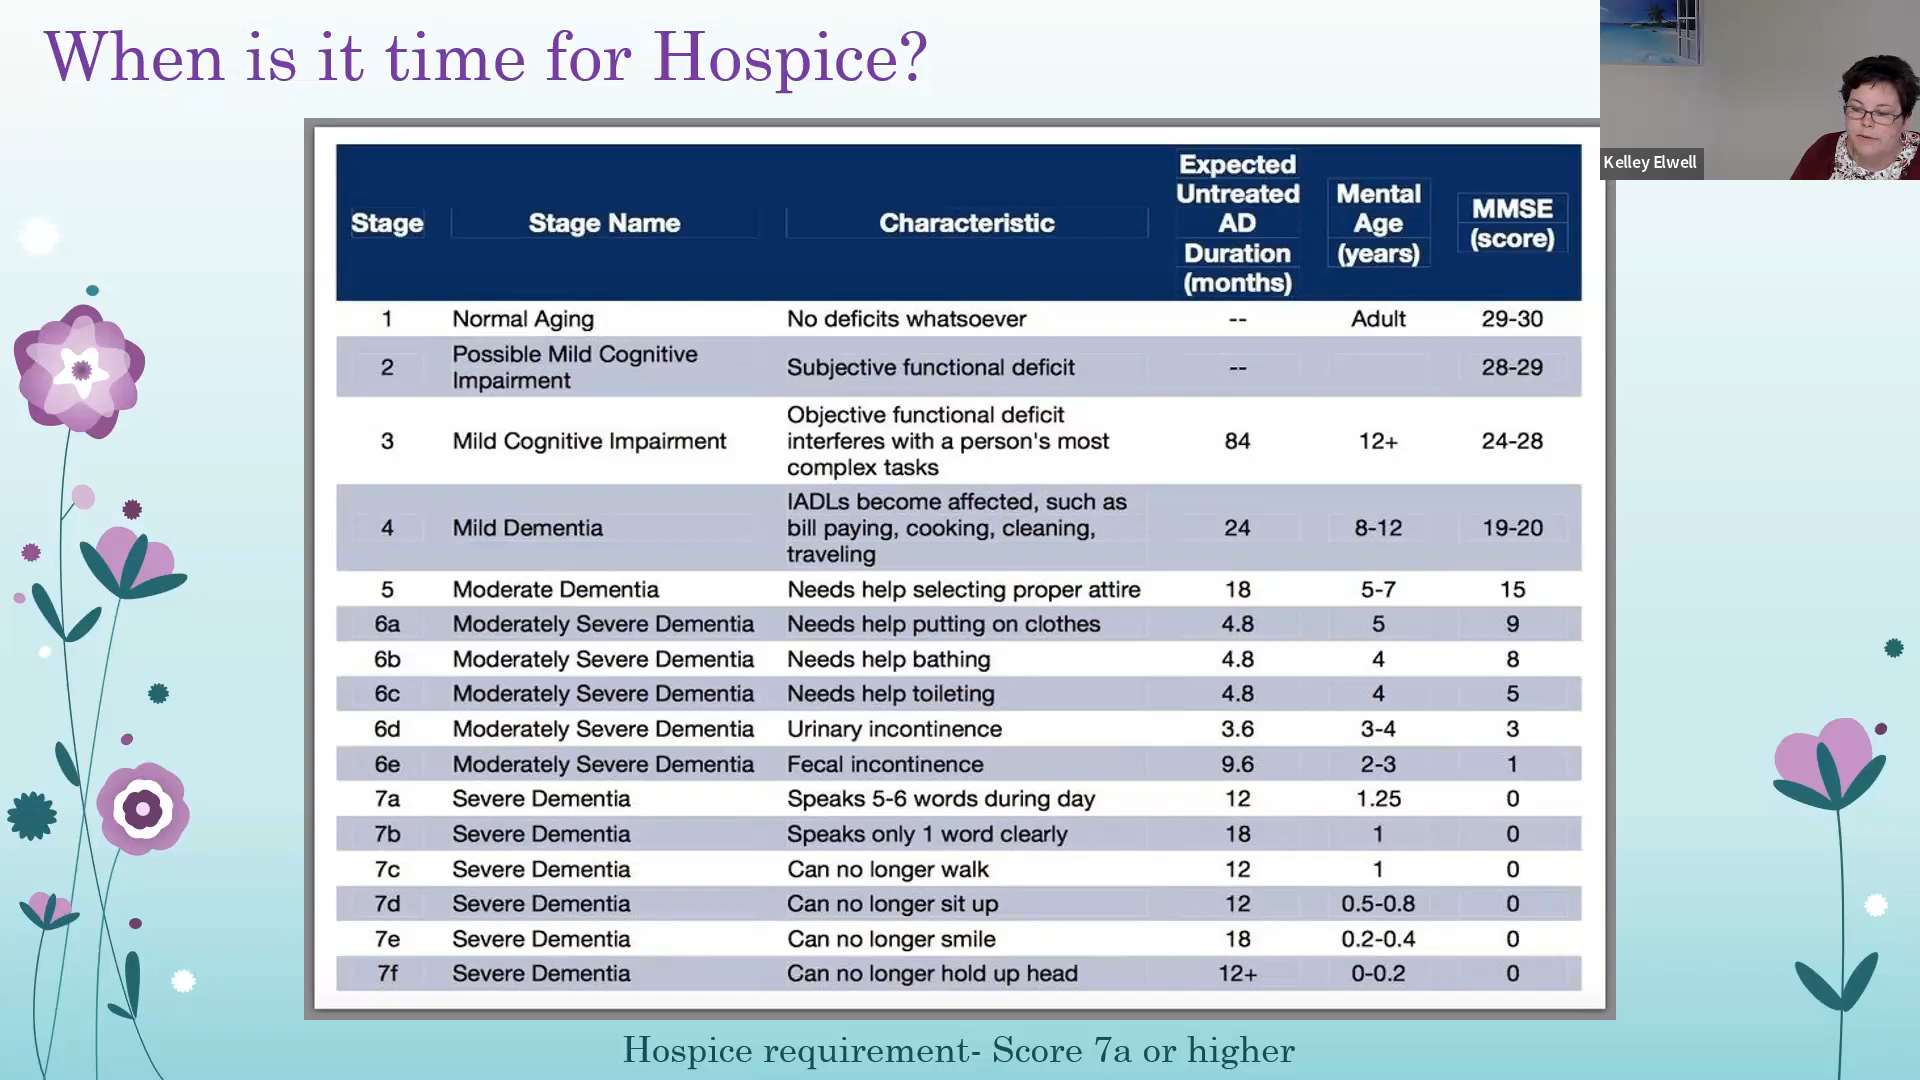 When is it time for Hospice?
Kelley Elwell
Stage Stage Name Characteristic Expected Untreated AD Duration (months) Mental Age (years) MMSE (score)
1 Normal Aging No deficits whatsoever -- Adult 29-30
2 Possible Mild Cognitive Impairment Subjective functional deficit -- 28-29
3 Mild Cognitive Impairment Objective functional deficit interferes with a person's most complex tasks 84 12+ 24-28
4 Mild Dementia IADLs become affected, such as bill paying, cooking, cleaning, traveling 24 8-12 19-20
5 Moderate Dementia Needs help selecting proper attire 18 5-7 15
6a Moderately Severe Dementia Needs help putting on clothes 4.8 5 9
6b Moderately Severe Dementia Needs help bathing 4.8 4 8
6c Moderately Severe Dementia Needs help toileting 4.8 4 5
6d Moderately Severe Dementia Urinary incontinence 3.6 3-4 3
6e Moderately Severe Dementia Fecal incontinence 9.6 2-3 1
7a Severe Dementia Speaks 5-6 words during day 12 1.25 0
7b Severe Dementia Speaks only 1 word clearly 18 1 0
7c Severe Dementia Can no longer walk 12 1 0
7d Severe Dementia Can no longer sit up 12 0.5-0.8 0
7e Severe Dementia Can no longer smile 18 0.2-0.4 0
7f Severe Dementia Can no longer hold up head 12+ 0-0.2 0
Hospice requirement- Score 7a or higher